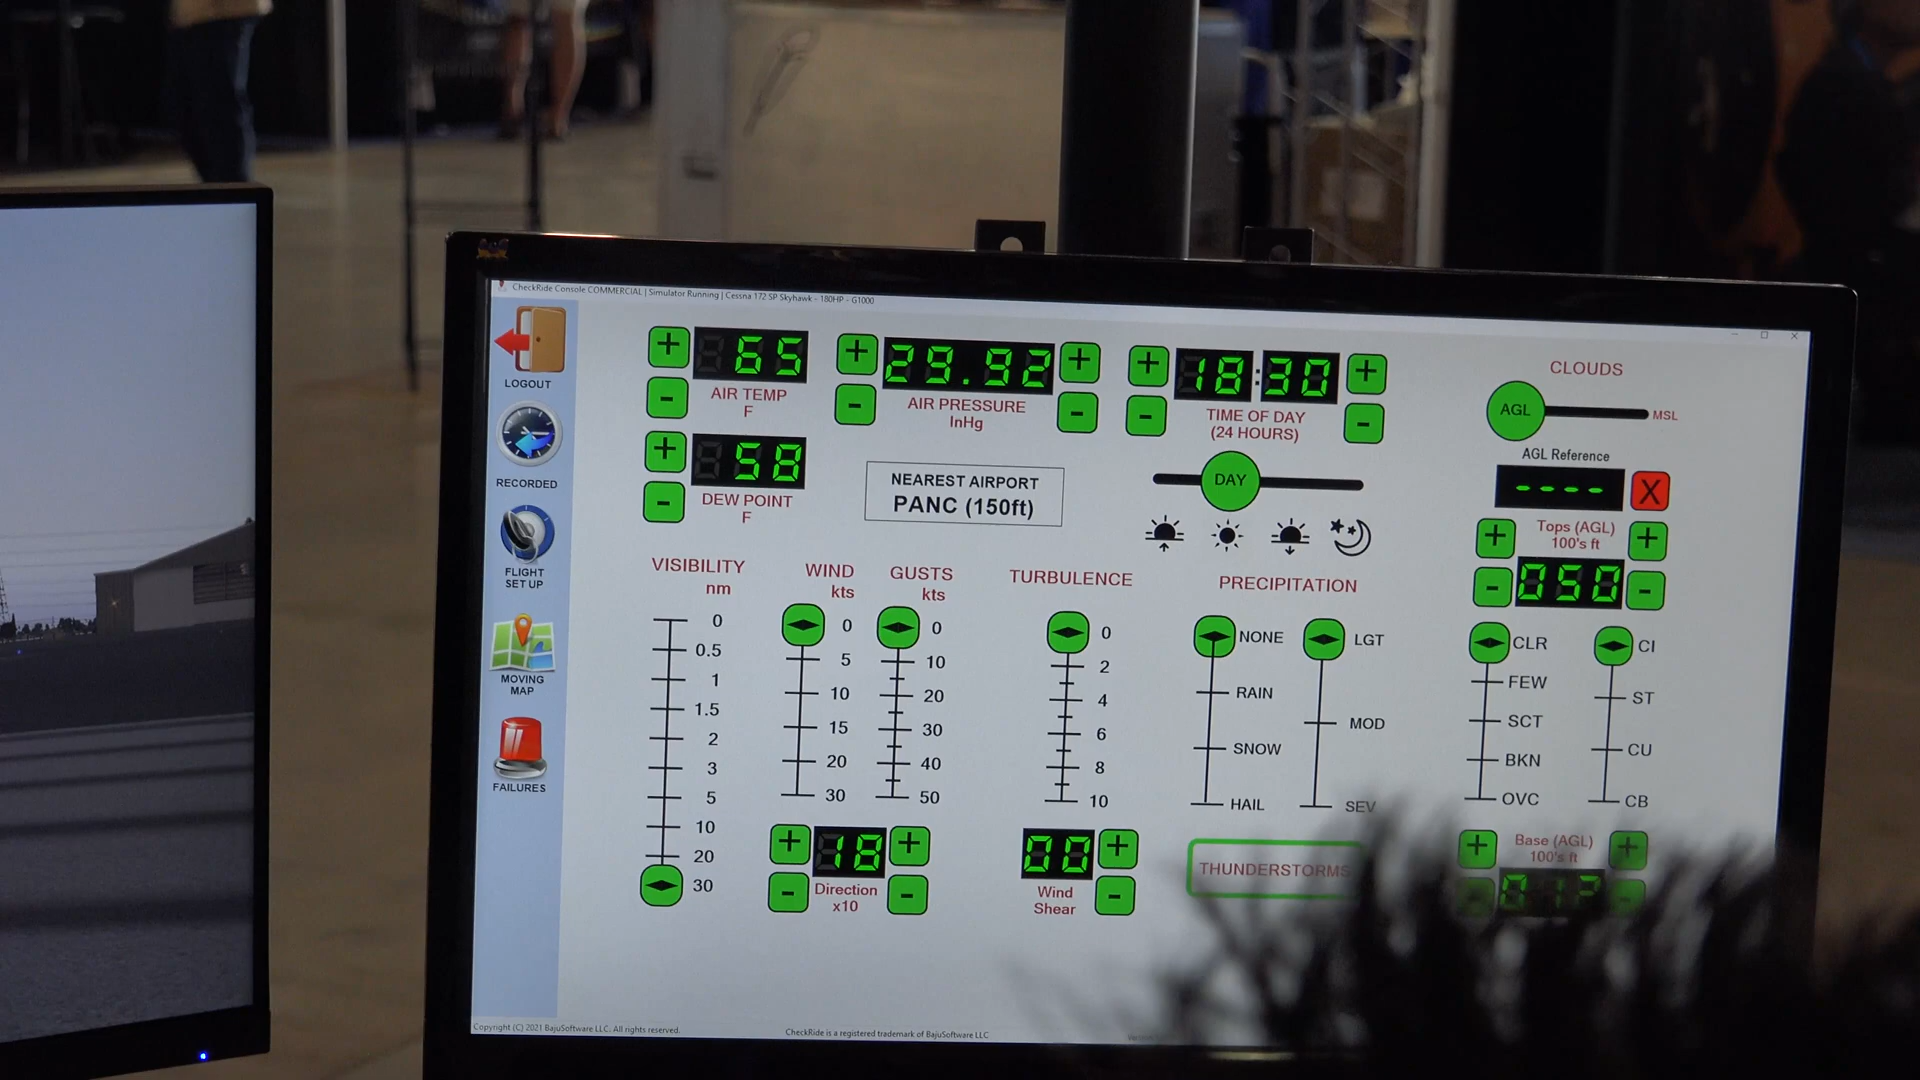 CheckRide Console COMMERCIAL | Simulator Running | Cessna 172 SP Skyhawk - 180HP - G1000
LOGOUT
RECORDED
FLIGHT
SET UP
MOVING
MAP
FAILURES
+ 65
- AIR TEMP
F
+ 58
- DEW POINT
F
+ 29.92 +
- AIR PRESSURE -
InHg
+ 18:30 +
- TIME OF DAY -
(24 HOURS)
NEAREST AIRPORT
PANC (150ft)
DAY
CLOUDS
AGL MSL
AGL Reference
---- X
+ Tops (AGL) +
100's ft
- 050 -
VISIBILITY
nm
0
0.5
1
1.5
2
3
5
10
20
30
WIND
kts
0
5
10
15
20
30
GUSTS
kts
0
10
20
30
40
50
+ 18 +
- Direction -
x10
TURBULENCE
0
2
4
6
8
10
00 +
Wind -
Shear
PRECIPITATION
NONE
RAIN
SNOW
HAIL
LGT
MOD
SEV
THUNDERSTORMS
CLR
FEW
SCT
BKN
OVC
CI
ST
CU
CB
+ Base (AGL) +
100's ft
Copyright (C) 2021 BajuSoftware LLC. All rights reserved.
CheckRide is a registered trademark of BajuSoftware LLC